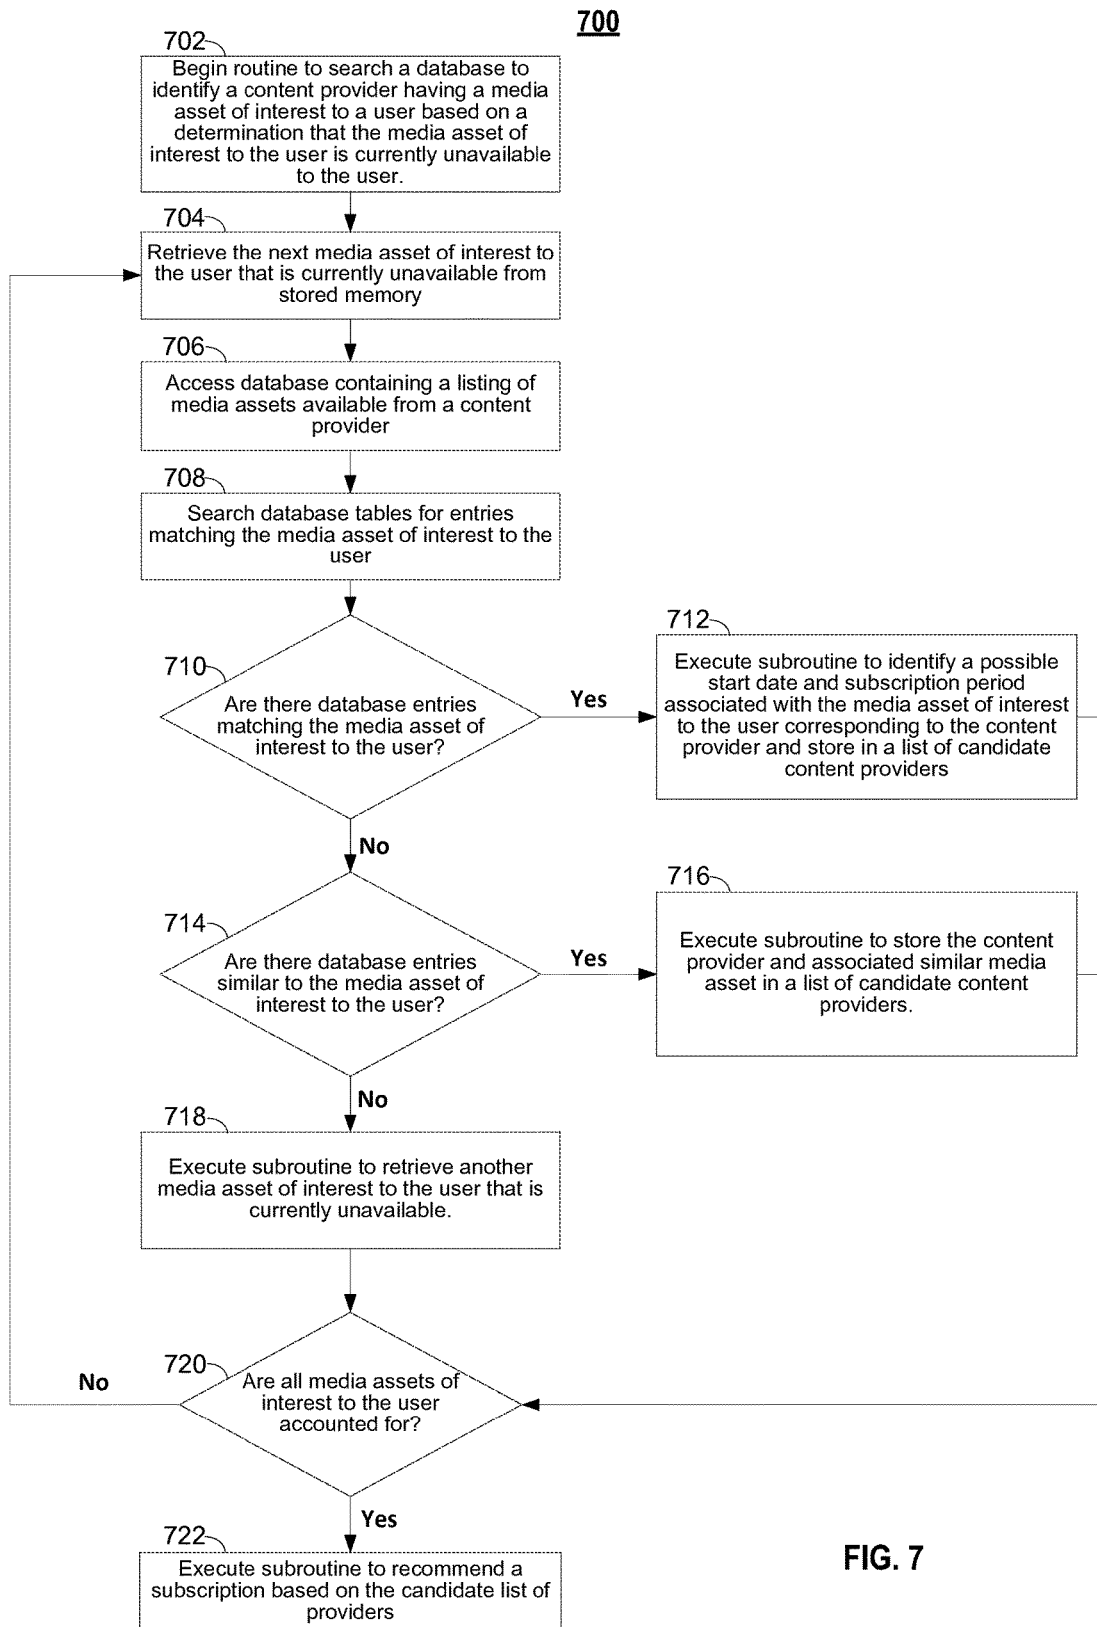 700
702
Begin routine to search a database to
identify a content provider having a media
asset of interest to a user based on a
determination that the media asset of
interest to the user is currently unavailable
to the user.
704
Retrieve the next media asset of interest to
the user that is currently unavailable from
stored memory
706
Access database containing a listing of
media assets available from a content
provider
708
Search database tables for entries
matching the media asset of interest to the
user
710
Are there database entries
matching the media asset of
interest to the user?
Yes
712
Execute subroutine to identify a possible
start date and subscription period
associated with the media asset of interest
to the user corresponding to the content
provider and store in a list of candidate
content providers
No
714
Are there database entries
similar to the media asset of
interest to the user?
Yes
716
Execute subroutine to store the content
provider and associated similar media
asset in a list of candidate content
providers.
No
718
Execute subroutine to retrieve another
media asset of interest to the user that is
currently unavailable.
720
Are all media assets of
interest to the user
accounted for?
No
Yes
722
Execute subroutine to recommend a
subscription based on the candidate list of
providers
FIG. 7